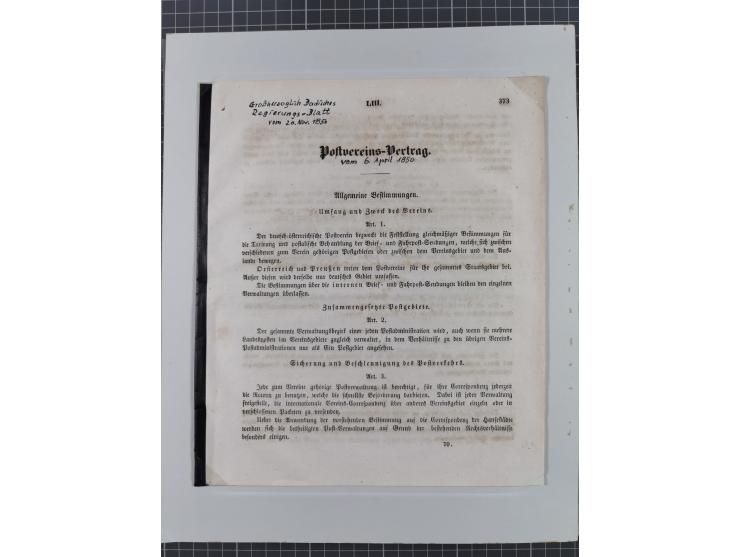 Großherzoglich Badisches
Regierungs-Blatt
vom 20. Nov. 1850
LIII.
373
Postvereins-Vertrag.
vom 6. April 1850
Allgemeine Bestimmungen.
Umfang und Zweck des Vereins.
Art. 1.
Der deutsch-österreichische Postverein bezweckt die Feststellung gleichmäßiger Bestimmungen für
die Taxirung und postalische Behandlung der Brief- und Fahrpost-Sendungen, welche sich zwischen
verschiedenen zum Verein gehörigen Postgebieten oder zwischen dem Vereinsgebiet und dem Aus-
lande bewegen.
Oesterreich und Preußen treten dem Postvereine für ihr gesammtes Staatsgebiet bei.
Außer diesen wird derselbe nur deutsches Gebiet umfassen.
Die Bestimmungen über die internen Brief- und Fahrpost-Sendungen bleiben den einzelnen
Verwaltungen überlassen.
Zusammengesetzte Postgebiete.
Art. 2.
Der gesammte Verwaltungsbezirk einer jeden Postadministration wird, auch wenn sie mehrere
Landesposten im Vereinsgebiete zugleich verwaltet, in dem Verhältnisse zu den übrigen Vereins-
Postadministrationen nur als Ein Postgebiet angesehen.
Sicherung und Beschleunigung des Postverkehrs.
Art. 3.
Jede zum Vereine gehörige Postverwaltung ist berechtigt, für ihre Correspondenz jederzeit
die Routen zu benutzen, welche die schnellste Beförderung darbieten. Dabei ist jeder Verwaltung
freigestellt, die internationale Vereins-Correspondenz über anderes Vereinsgebiet einzeln oder in
verschlossenen Packeten zu versenden.
Ueber die Anwendung der vorstehenden Bestimmung auf die Correspondenz der Hansestädte
werden sich die betheiligten Post-Verwaltungen auf Grund der bestehenden Rechtsverhältnisse
besonders einigen.
70.